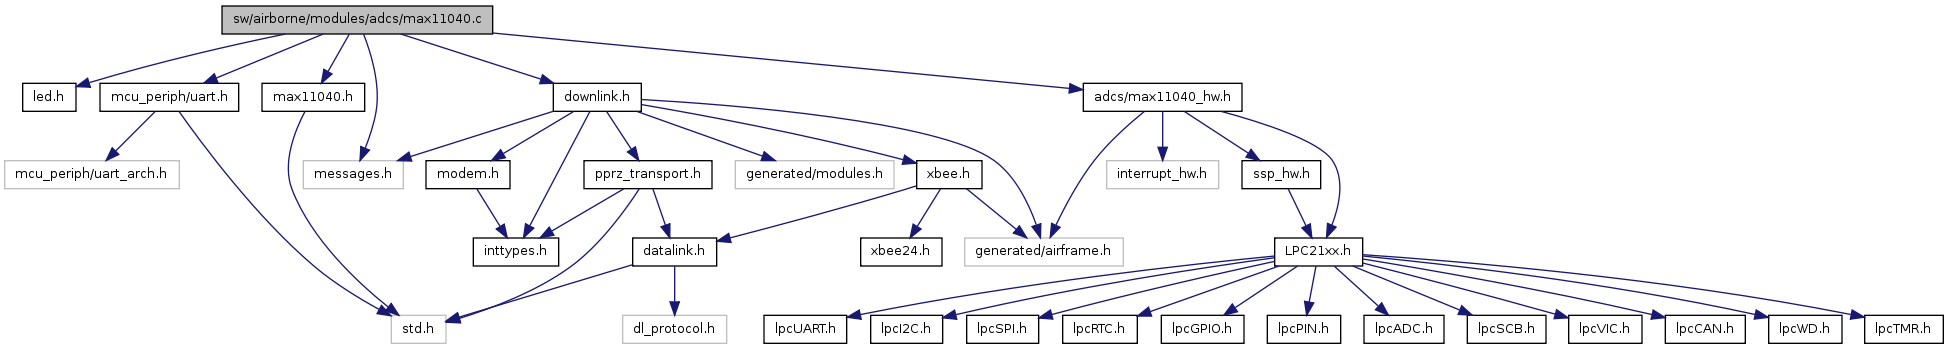 sw/airborne/modules/adcs/max11040.c
led.h
mcu_periph/uart.h
max11040.h
downlink.h
adcs/max11040_hw.h
mcu_periph/uart_arch.h
messages.h
modem.h
pprz_transport.h
generated/modules.h
xbee.h
interrupt_hw.h
ssp_hw.h
inttypes.h
datalink.h
xbee24.h
generated/airframe.h
LPC21xx.h
std.h
dl_protocol.h
lpcUART.h
lpcI2C.h
lpcSPI.h
lpcRTC.h
lpcGPIO.h
lpcPIN.h
lpcADC.h
lpcSCB.h
lpcVIC.h
lpcCAN.h
lpcWD.h
lpcTMR.h